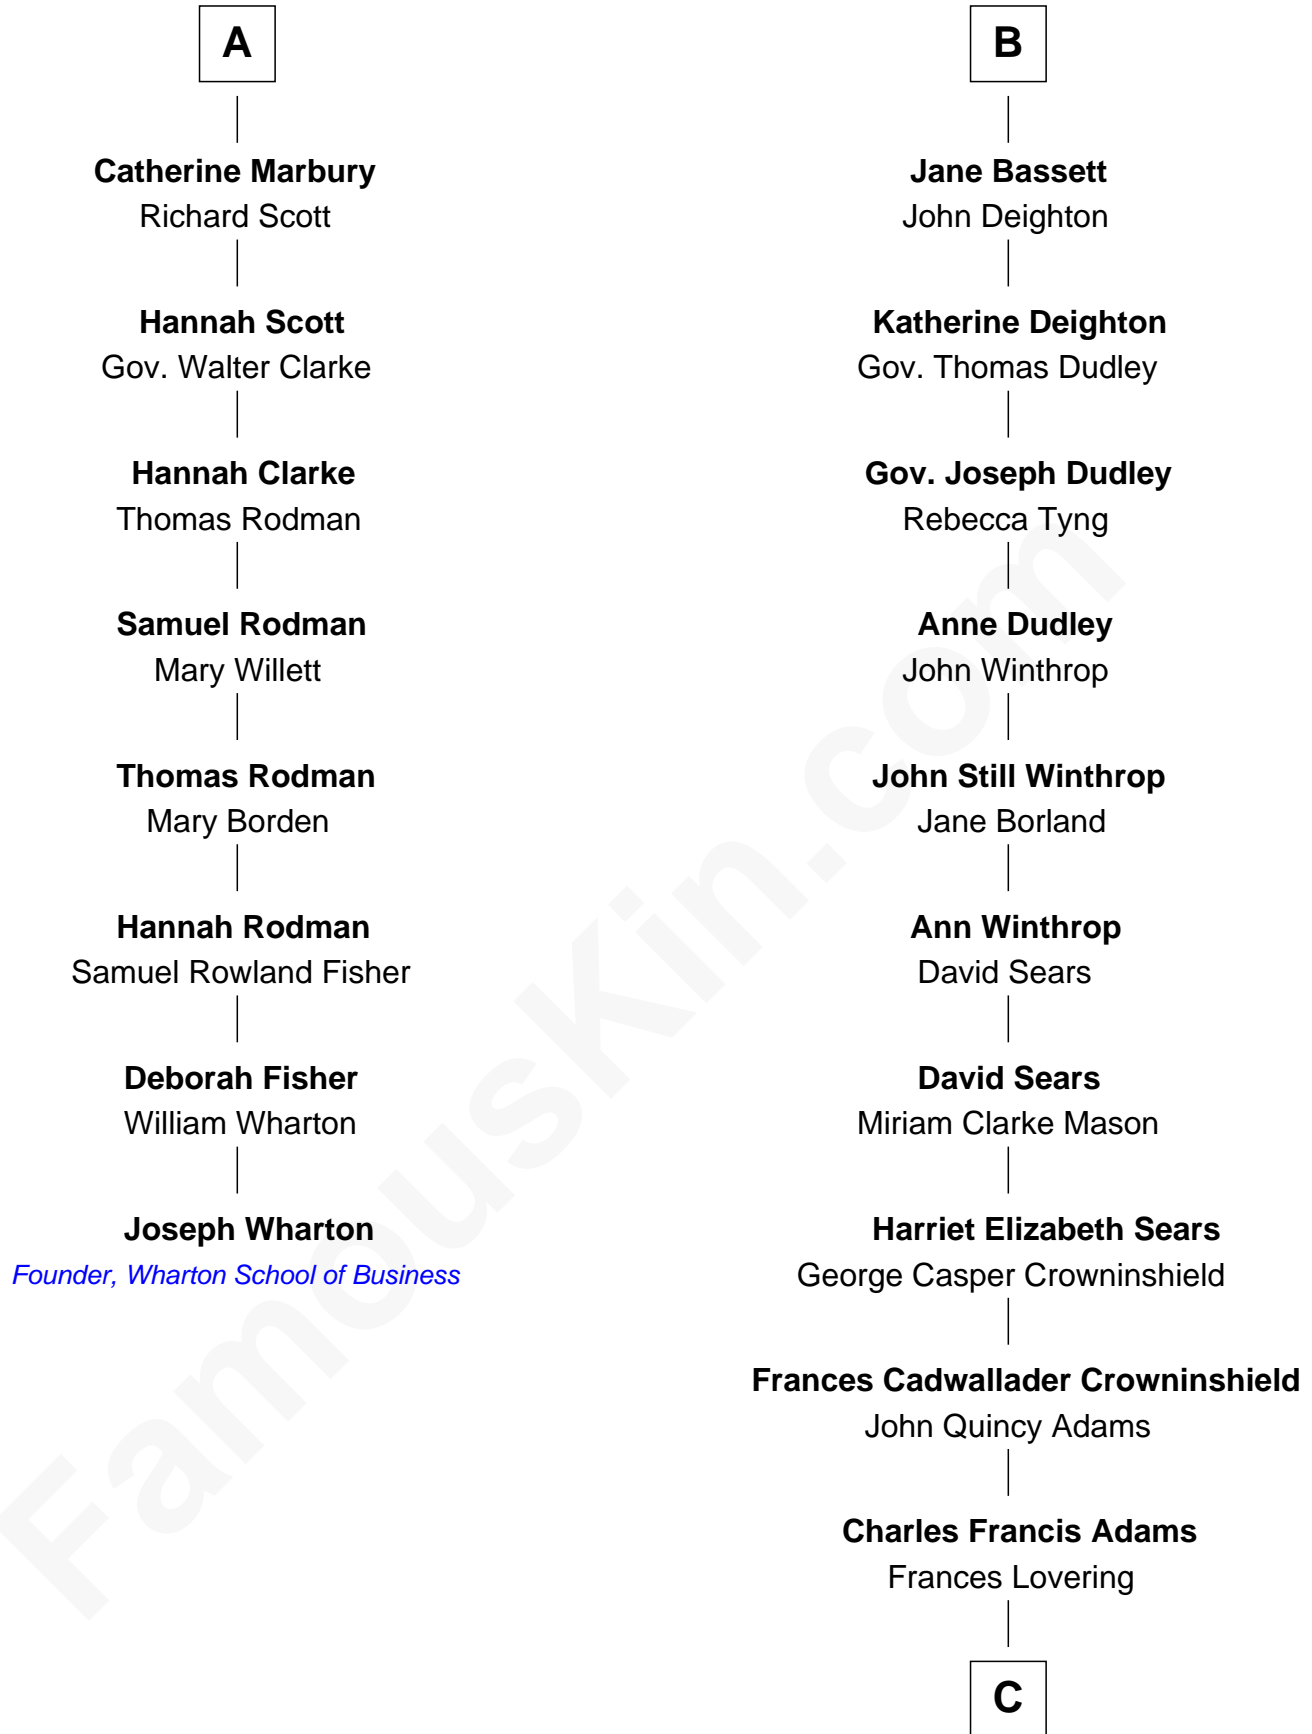 A
Catherine Marbury
Richard Scott
Hannah Scott
Gov. Walter Clarke
Hannah Clarke
Thomas Rodman
Samuel Rodman
Mary Willett
Thomas Rodman
Mary Borden
Hannah Rodman
Samuel Rowland Fisher
Deborah Fisher
William Wharton
Joseph Wharton
Founder, Wharton School of Business
B
Jane Bassett
John Deighton
Katherine Deighton
Gov. Thomas Dudley
Gov. Joseph Dudley
Rebecca Tyng
Anne Dudley
John Winthrop
John Still Winthrop
Jane Borland
Ann Winthrop
David Sears
David Sears
Miriam Clarke Mason
Harriet Elizabeth Sears
George Casper Crowninshield
Frances Cadwallader Crowninshield
John Quincy Adams
Charles Francis Adams
Frances Lovering
C
FamousKin.com